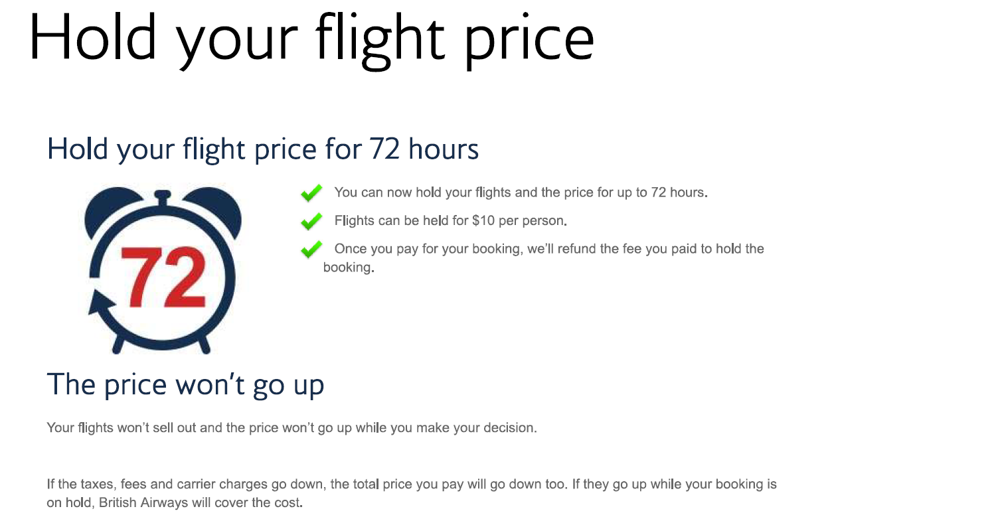 Hold your flight price
Hold your flight price for 72 hours
72
You can now hold your flights and the price for up to 72 hours.
Flights can be held for $10 per person.
Once you pay for your booking, we’ll refund the fee you paid to hold the
booking.
The price won’t go up
Your flights won’t sell out and the price won’t go up while you make your decision.
If the taxes, fees and carrier charges go down, the total price you pay will go down too. If they go up while your booking is
on hold, British Airways will cover the cost.